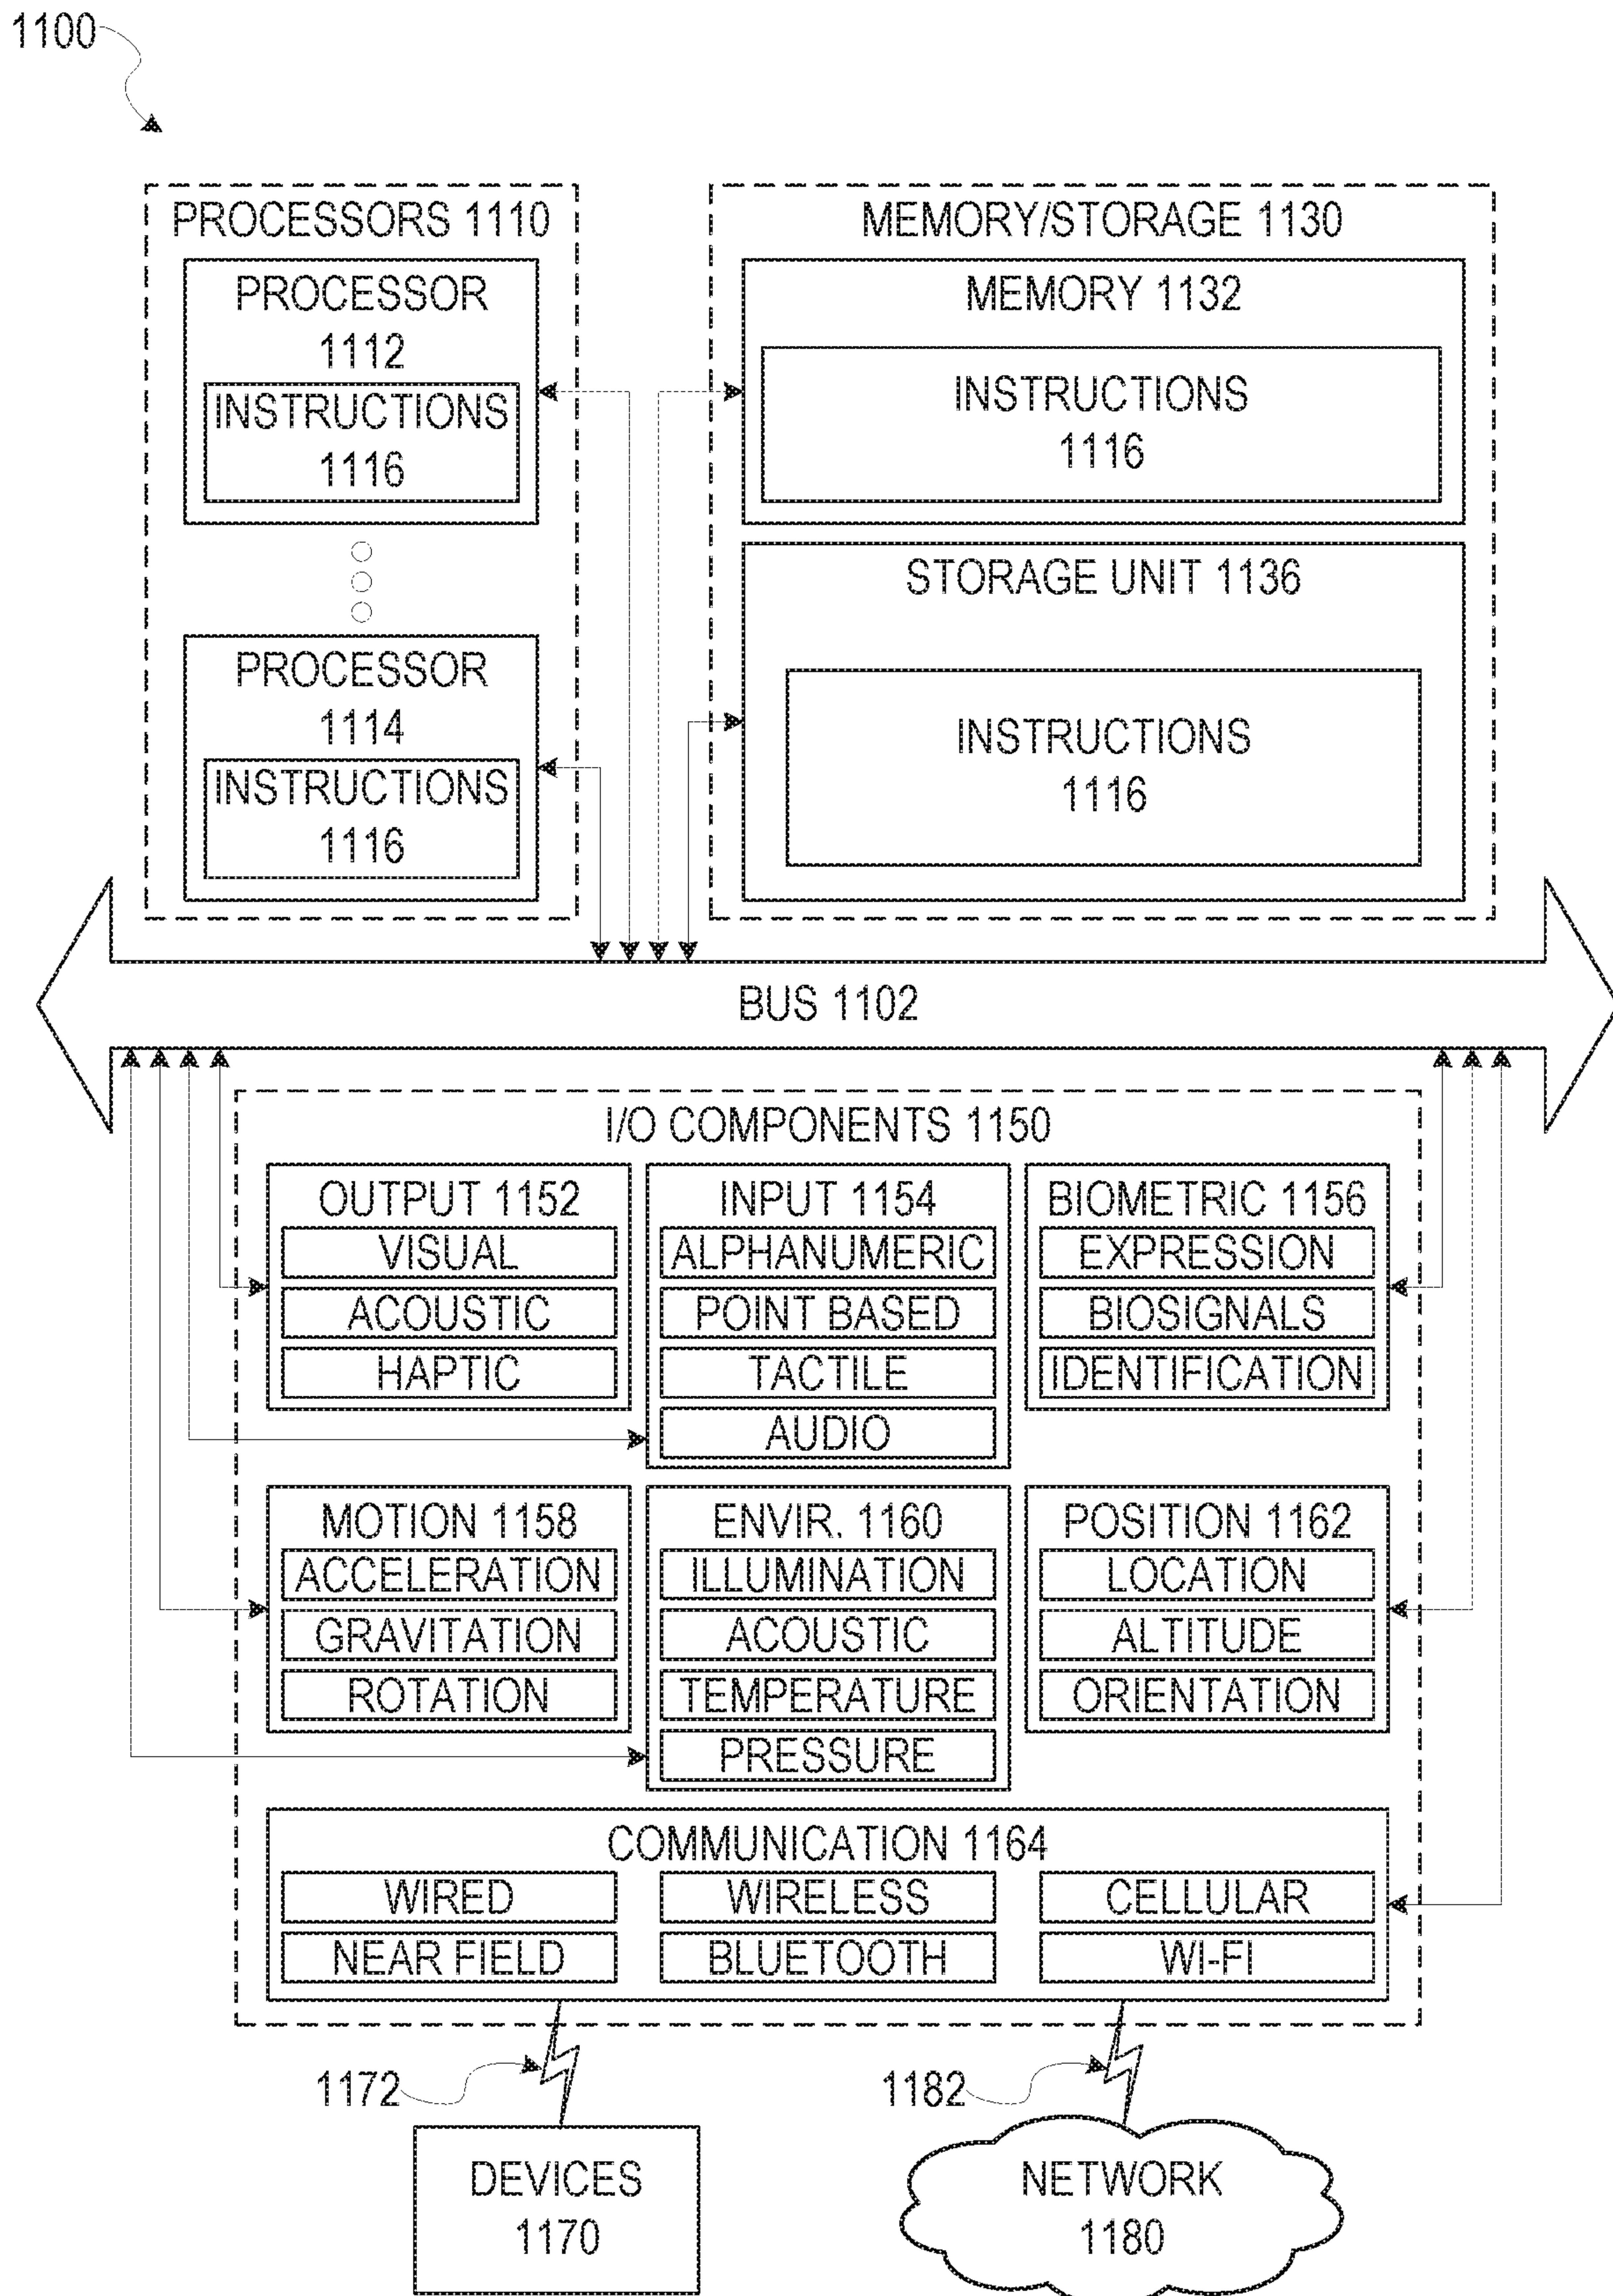 1100
PROCESSORS 1110
PROCESSOR
1112
INSTRUCTIONS
1116
PROCESSOR
1114
INSTRUCTIONS
1116
MEMORY/STORAGE 1130
MEMORY 1132
INSTRUCTIONS
1116
STORAGE UNIT 1136
INSTRUCTIONS
1116
BUS 1102
I/O COMPONENTS 1150
OUTPUT 1152
VISUAL
ACOUSTIC
HAPTIC
INPUT 1154
ALPHANUMERIC
POINT BASED
TACTILE
AUDIO
BIOMETRIC 1156
EXPRESSION
BIOSIGNALS
IDENTIFICATION
MOTION 1158
ACCELERATION
GRAVITATION
ROTATION
ENVIR. 1160
ILLUMINATION
ACOUSTIC
TEMPERATURE
PRESSURE
POSITION 1162
LOCATION
ALTITUDE
ORIENTATION
COMMUNICATION 1164
WIRED
WIRELESS
CELLULAR
NEAR FIELD
BLUETOOTH
WI-FI
1172
1182
DEVICES
1170
NETWORK
1180